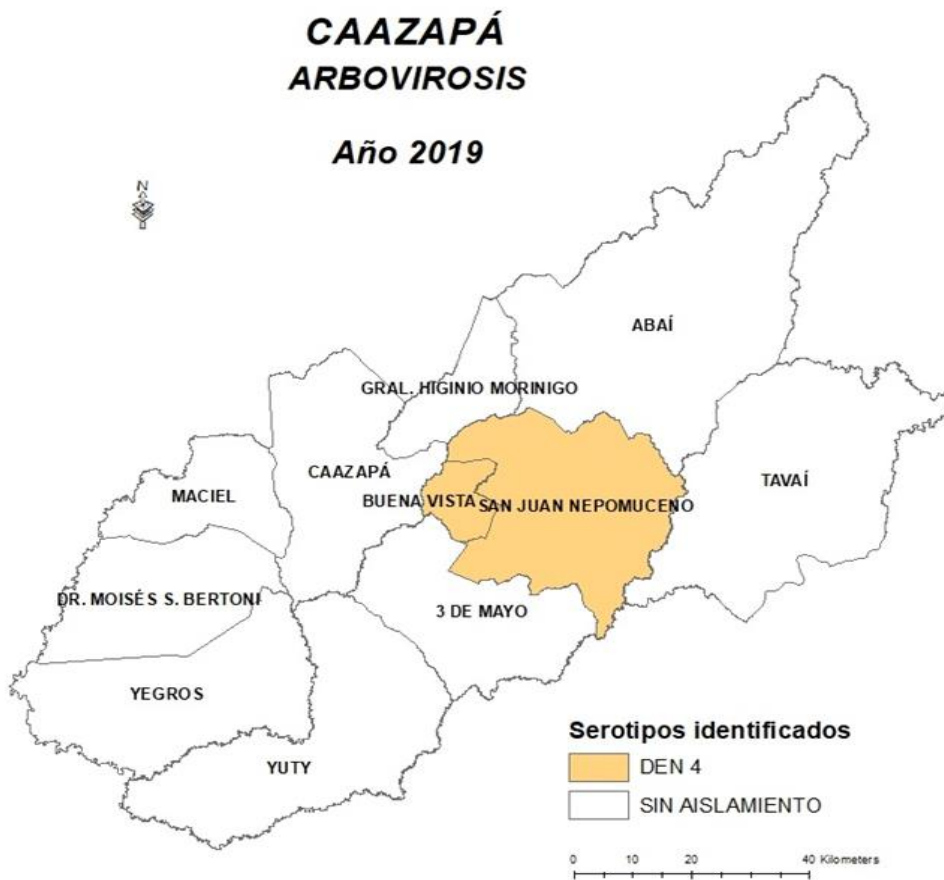 CAAZAPÁ
ARBOVIROSIS
Año 2019
N
ABAÍ
GRAL. HIGINIO MORINIGO
CAAZAPÁ
TAVAÍ
MACIEL
BUENA VISTA
SAN JUAN NEPOMUCENO
DR. MOISÉS S. BERTONI
3 DE MAYO
YEGROS
YUTY
Serotipos identificados
DEN 4
SIN AISLAMIENTO
0 10 20 40 Kilometers